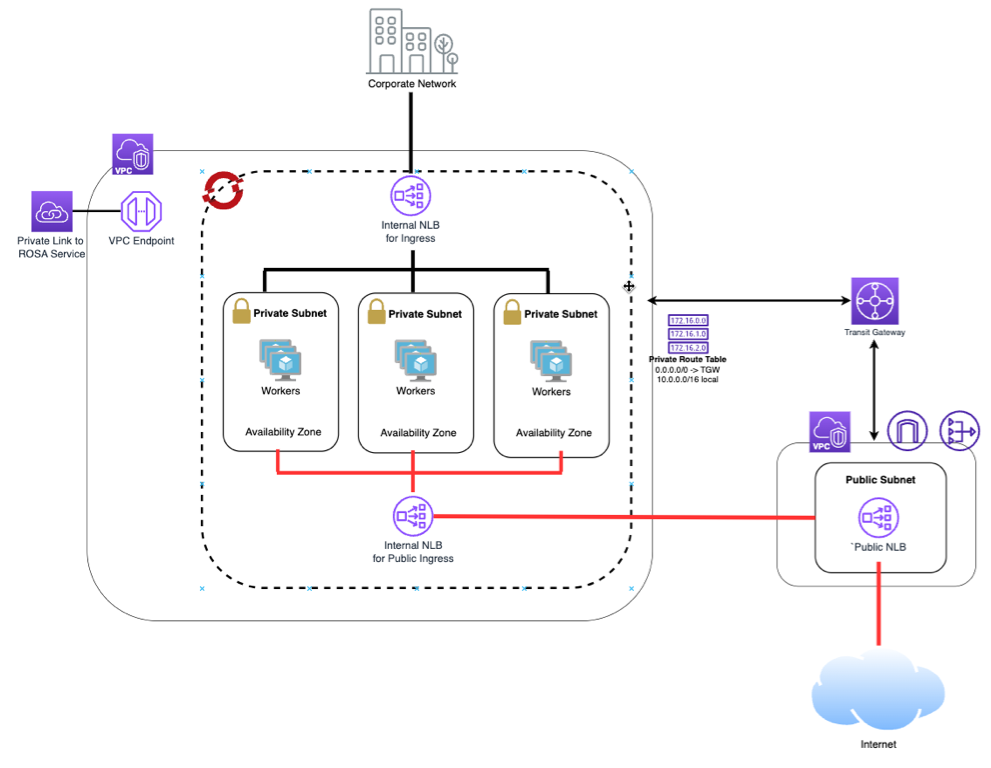 Corporate Network
VPC
Private Link to
ROSA Service
VPC Endpoint
Internal NLB
for Ingress
Private Subnet
Workers
Availability Zone
Private Subnet
Workers
Availability Zone
Private Subnet
Workers
Availability Zone
Internal NLB
for Public Ingress
172.16.0.0
172.16.1.0
172.16.2.0
Private Route Table
0.0.0.0/0 -> TGW
10.0.0.0/16 local
Transit Gateway
VPC
Public Subnet
`Public NLB
Internet